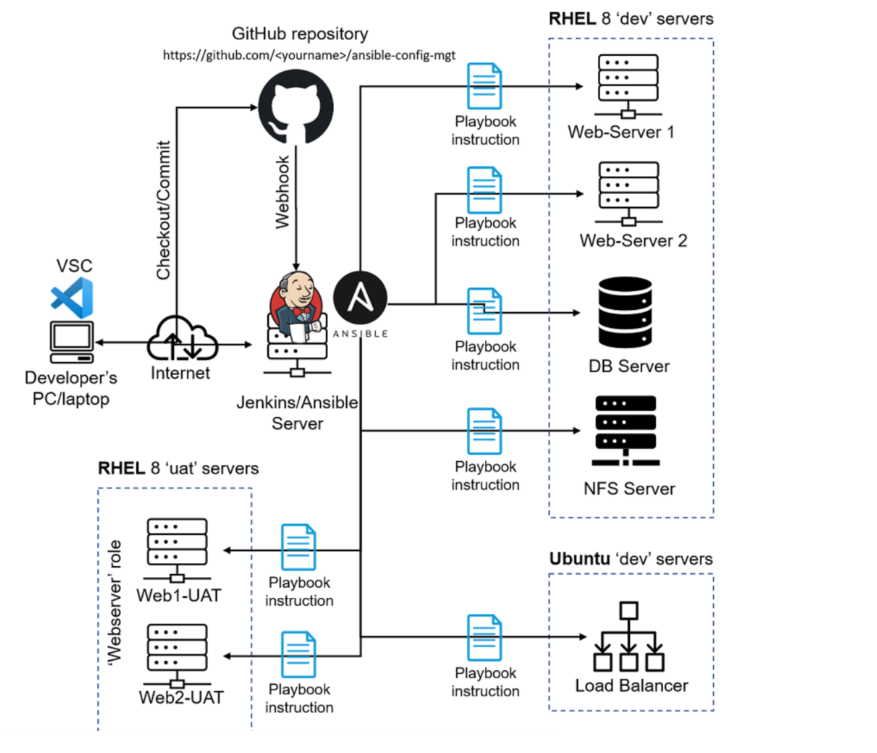 GitHub repository
https://github.com/<yourname>/ansible-config-mgt
RHEL 8 ‘dev’ servers
Playbook
instruction
Web-Server 1
Checkout/Commit
Webhook
Playbook
instruction
Web-Server 2
VSC
ANSIBLE
Playbook
instruction
DB Server
Internet
Developer’s
PC/laptop
Jenkins/Ansible
Server
Playbook
instruction
NFS Server
RHEL 8 ‘uat’ servers
‘Webserver’ role
Web1-UAT
Playbook
instruction
Web2-UAT
Playbook
instruction
Ubuntu ‘dev’ servers
Playbook
instruction
Load Balancer